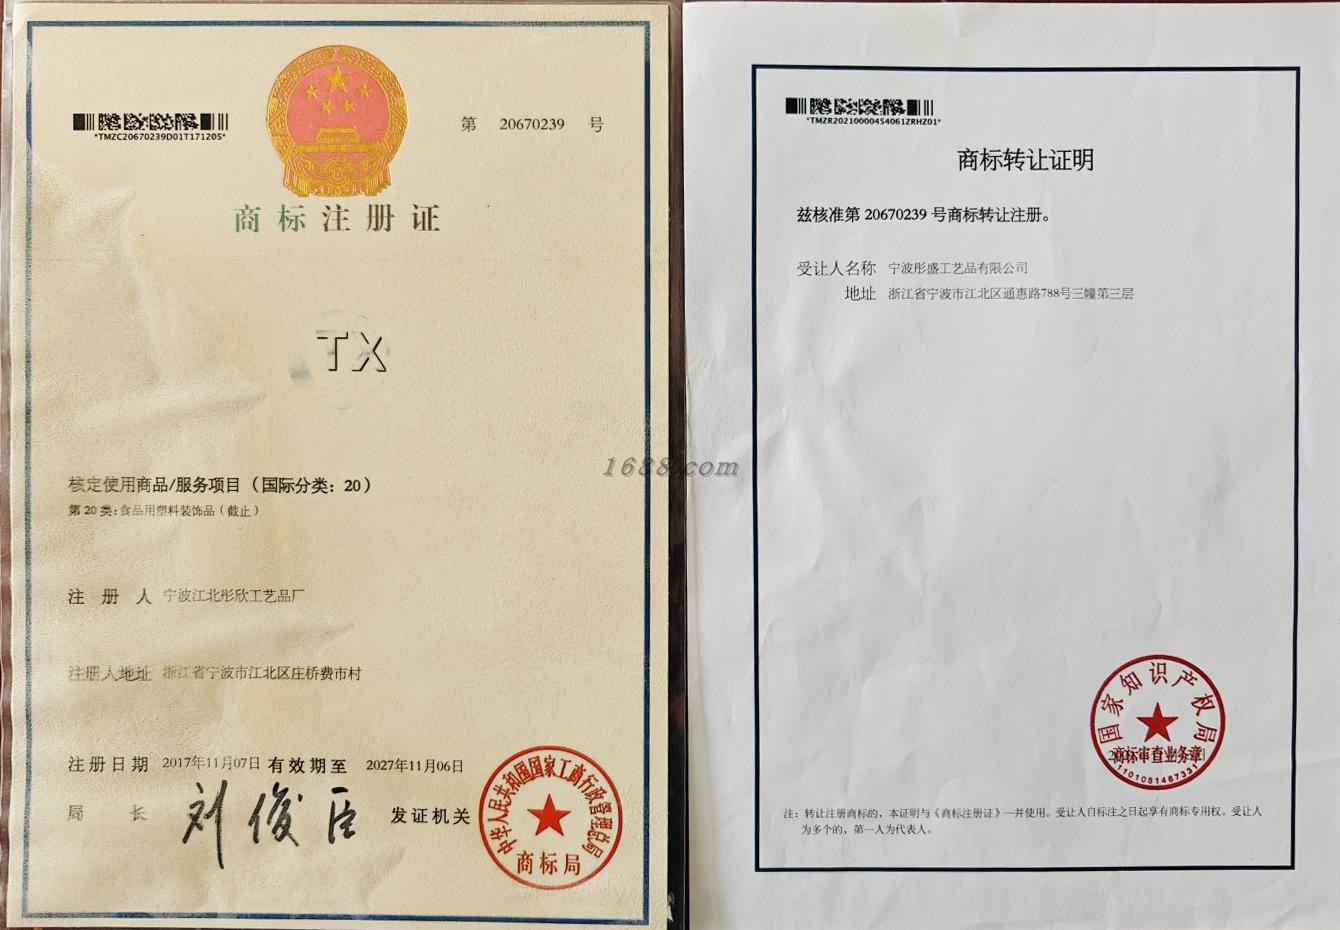 *TMZC20670239D01T171205*
第 20670239 号
商标注册证
TX
核定使用商品/服务项目（国际分类：20）
第 20 类：食品用塑料装饰品（截止）
注册人 宁波江北彤欣工艺品厂
注册人地址 浙江省宁波市江北区庄桥费市村
注册日期 2017年11月07日 有效期至 2027年11月06日
局长 刘俊臣 发证机关
中华人民共和国国家工商行政管理总局
商标局
*TMZR20210000454061ZRHZ01*
商标转让证明
兹核准第 20670239 号商标转让注册。
受让人名称 宁波彤盛工艺品有限公司
地址 浙江省宁波市江北区通惠路788号三幢第三层
国家知识产权局
商标审查业务章
1101081467331
注：转让注册商标的，本证明与《商标注册证》一并使用。受让人自标注之日起享有商标专用权。受让人
为多个的，第一人为代表人。
1688.com